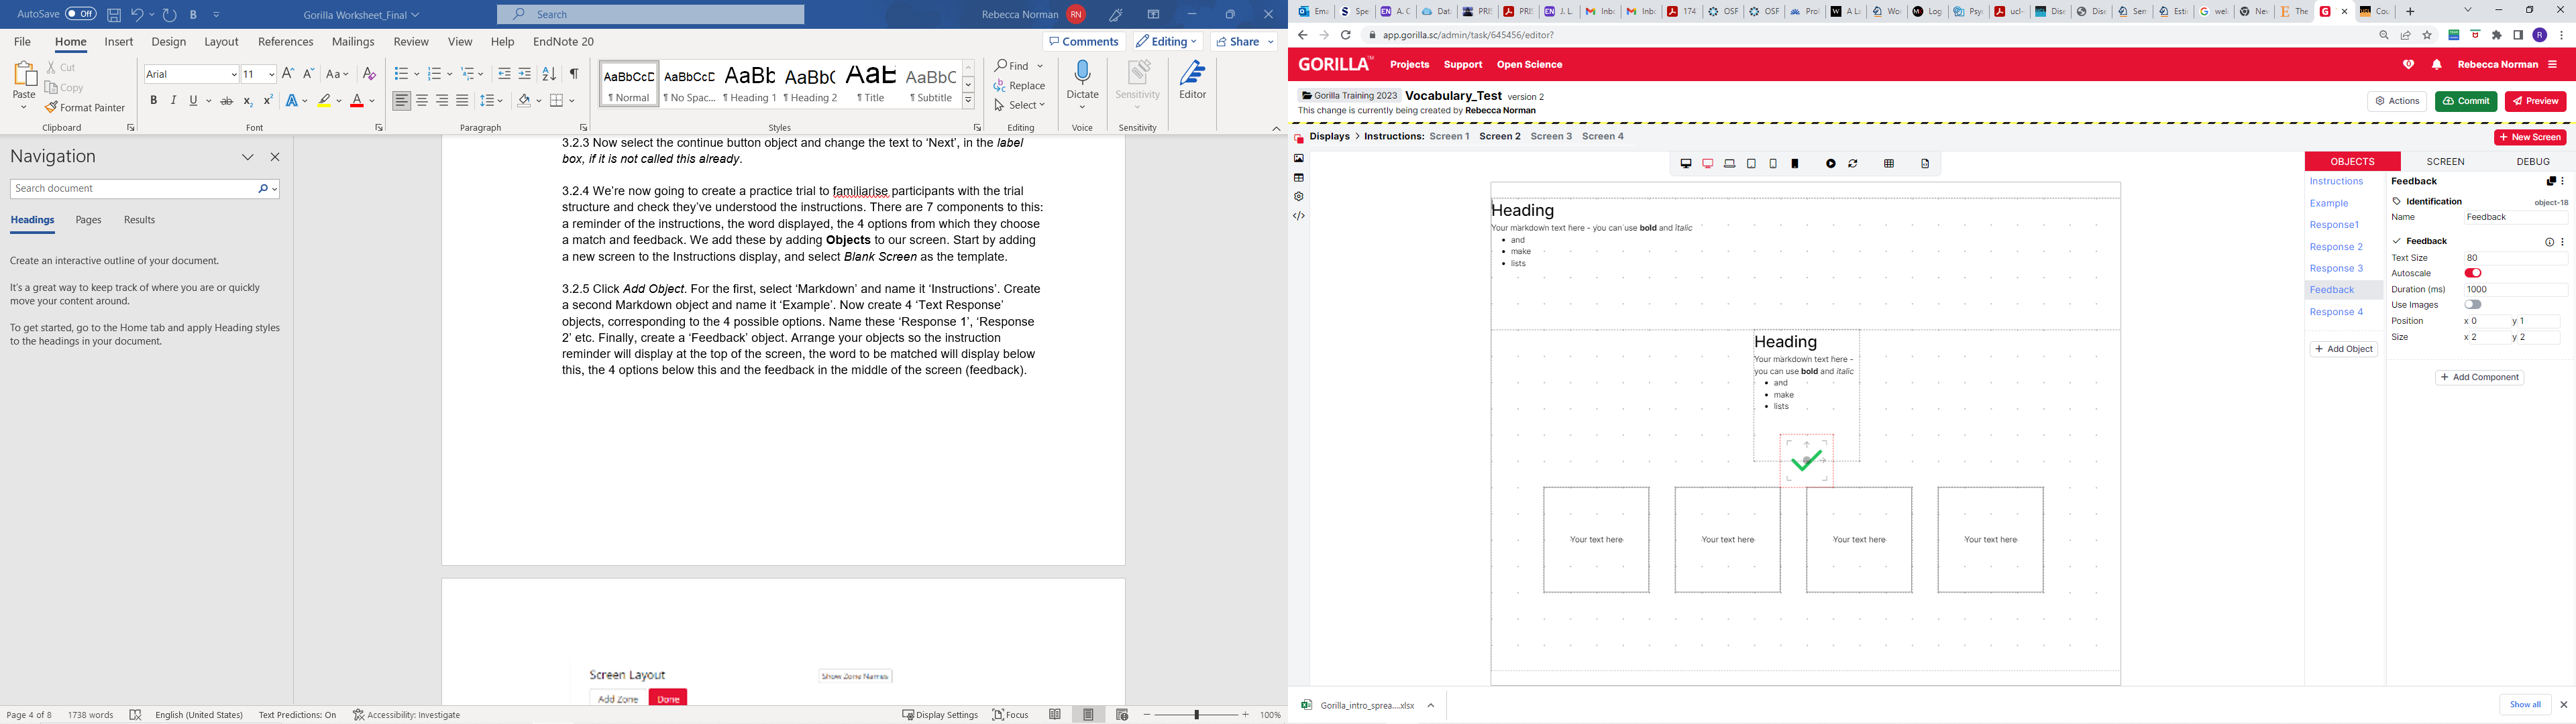 AutoSave Off
Gorilla Worksheet_Final
Search
Rebecca Norman RN
File Home Insert Design Layout References Mailings Review View Help EndNote 20
Comments Editing Share
Paste
Cut
Copy
Format Painter
Clipboard
Arial 11
Font
Paragraph
AaBbCcD AaBbCcD AaBb AaBb( AaB AaBbC
¶ Normal ¶ No Spac... ¶ Heading 1 ¶ Heading 2 ¶ Title ¶ Subtitle
Styles
Find
Replace
Select
Editing
Dictate
Voice
Sensitivity
Sensitivity
Editor
Navigation
Search document
Headings Pages Results
Create an interactive outline of your document.
It's a great way to keep track of where you are or quickly
move your content around.
To get started, go to the Home tab and apply Heading styles
to the headings in your document.
3.2.3 Now select the continue button object and change the text to ‘Next’, in the label
box, if it is not called this already.
3.2.4 We’re now going to create a practice trial to familiarise participants with the trial
structure and check they’ve understood the instructions. There are 7 components to this:
a reminder of the instructions, the word displayed, the 4 options from which they choose
a match and feedback. We add these by adding Objects to our screen. Start by adding
a new screen to the Instructions display, and select Blank Screen as the template.
3.2.5 Click Add Object. For the first, select ‘Markdown’ and name it ‘Instructions’. Create
a second Markdown object and name it ‘Example’. Now create 4 ‘Text Response’
objects, corresponding to the 4 possible options. Name these ‘Response 1’, ‘Response
2’ etc. Finally, create a ‘Feedback’ object. Arrange your objects so the instruction
reminder will display at the top of the screen, the word to be matched will display below
this, the 4 options below this and the feedback in the middle of the screen (feedback).
Screen Layout
Show Zone Names
Add Zone Done
Page 4 of 8 1738 words English (United States) Text Predictions: On Accessibility: Investigate
Display Settings Focus 100%
app.gorilla.sc/admin/task/645456/editor?
GORILLA™ Projects Support Open Science
Rebecca Norman
Gorilla Training 2023 Vocabulary_Test version 2
This change is currently being created by Rebecca Norman
Actions Commit Preview
Displays > Instructions: Screen 1 Screen 2 Screen 3 Screen 4
+ New Screen
OBJECTS SCREEN DEBUG
Instructions
Example
Response1
Response 2
Response 3
Feedback
Response 4
+ Add Object
Feedback
Identification object-18
Name Feedback
Feedback
Text Size 80
Autoscale
Duration (ms) 1000
Use Images
Position x 0 y 1
Size x 2 y 2
+ Add Component
Heading
Your markdown text here - you can use bold and italic
• and
• make
• lists
Heading
Your markdown text here -
you can use bold and italic
• and
• make
• lists
Your text here Your text here Your text here Your text here
Gorilla_intro_sprea....xlsx
Show all